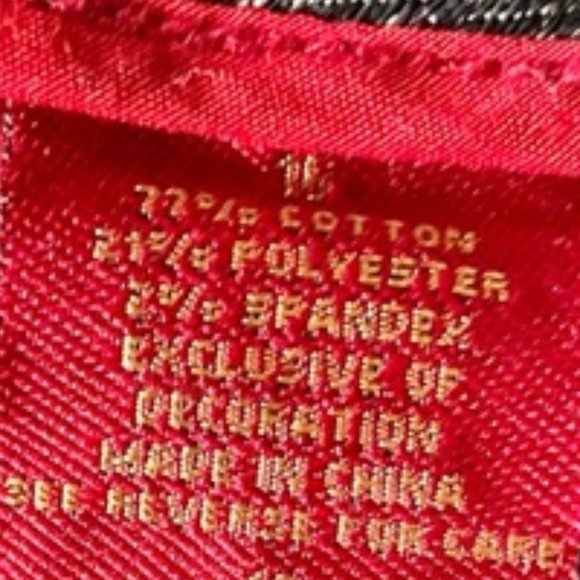 16
77% COTTON
21% POLYESTER
2% SPANDEX
EXCLUSIVE OF
DECORATION
MADE IN CHINA
SEE REVERSE FOR CARE